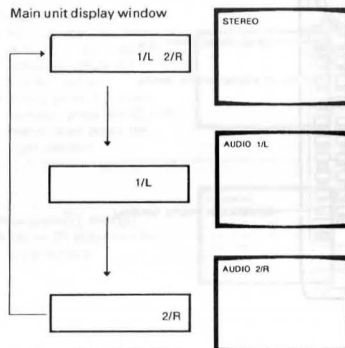 Main unit display window
STEREO
1/L 2/R
AUDIO 1/L
1/L
AUDIO 2/R
2/R